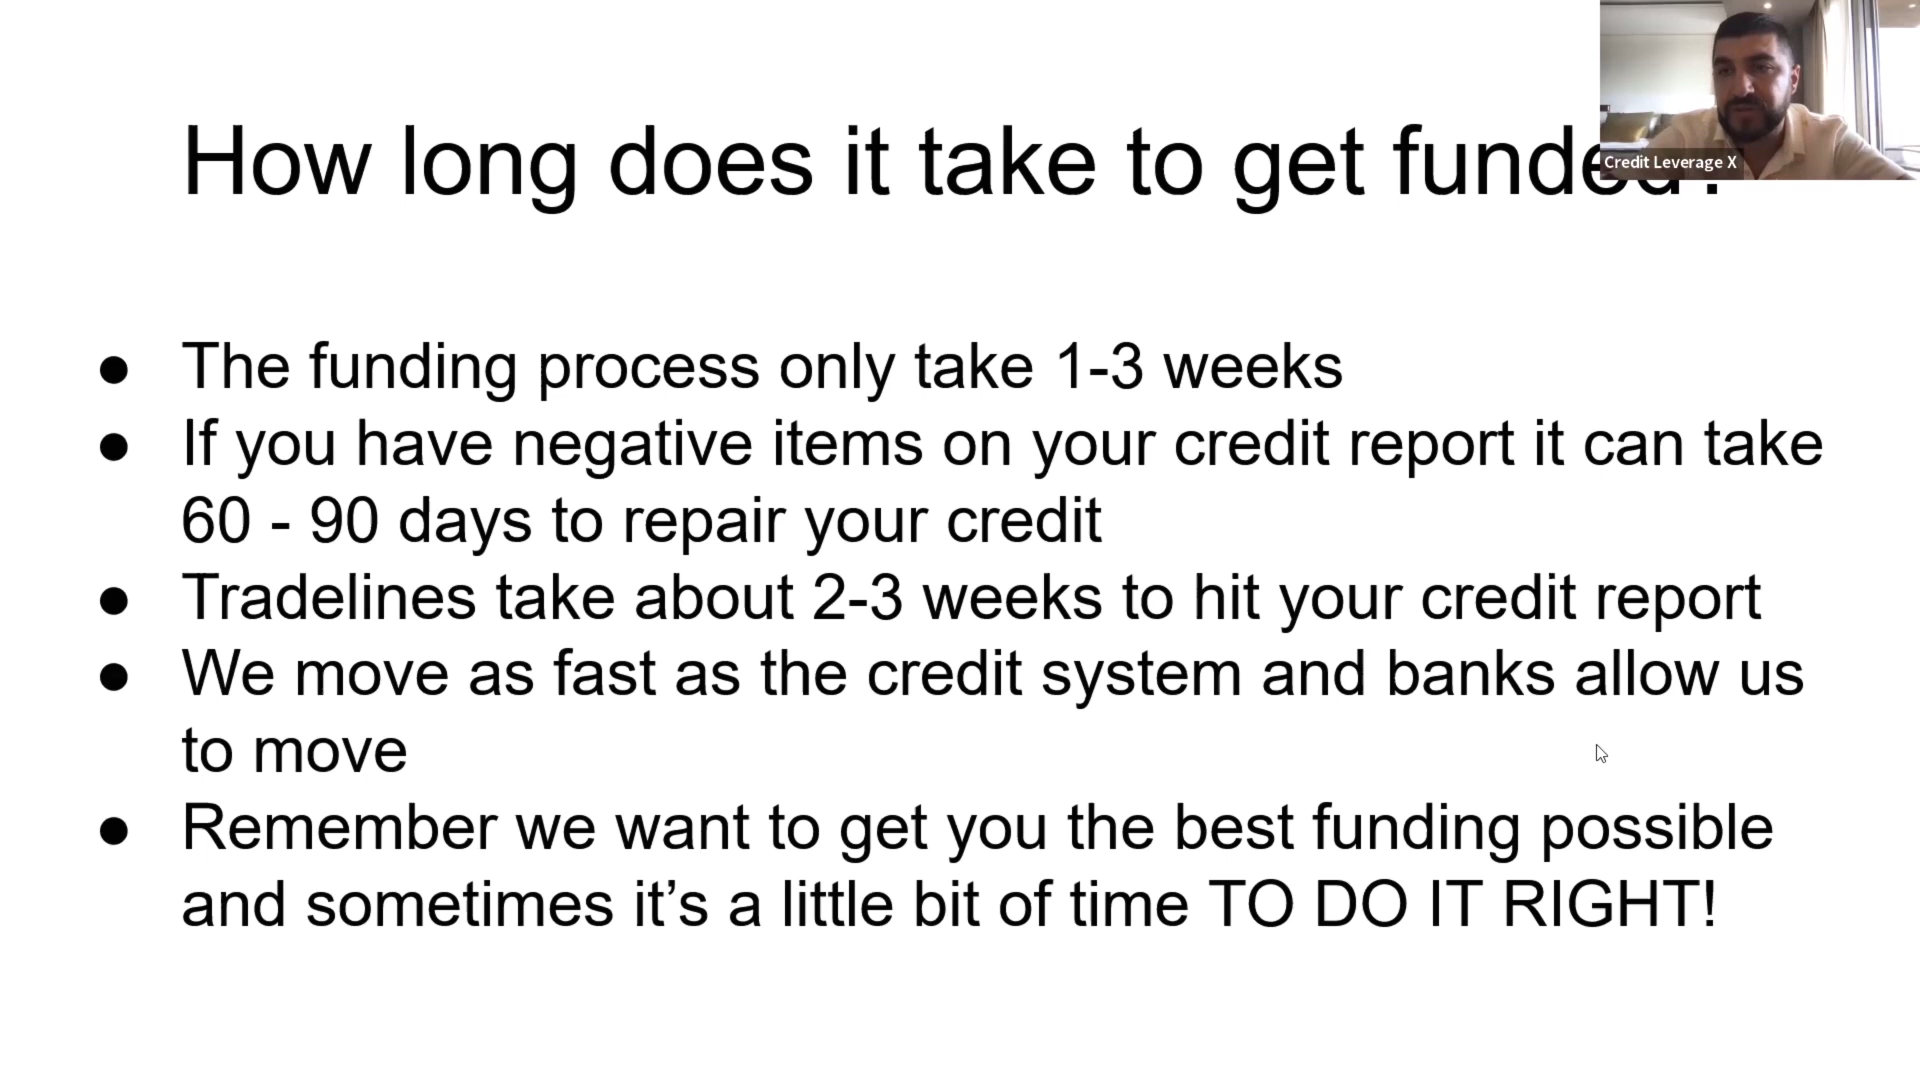 How long does it take to get funded?
Credit Leverage X
● The funding process only take 1-3 weeks
● If you have negative items on your credit report it can take
60 - 90 days to repair your credit
● Tradelines take about 2-3 weeks to hit your credit report
● We move as fast as the credit system and banks allow us
to move
● Remember we want to get you the best funding possible
and sometimes it’s a little bit of time TO DO IT RIGHT!